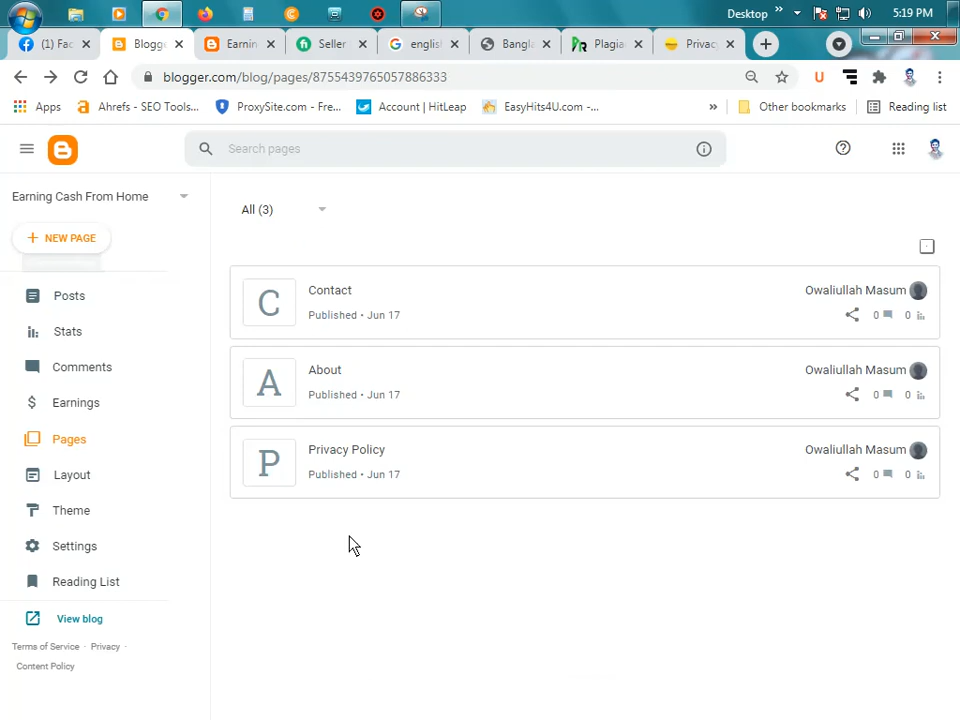 Desktop
»
5:19 PM
(1) Fac
Blogge
Earnin
Seller
englis
Bangla
Plagia
Privac
blogger.com/blog/pages/8755439765057886333
U
Apps
Ahrefs - SEO Tools...
ProxySite.com - Fre...
Account | HitLeap
EasyHits4U.com -...
»
Other bookmarks
Reading list
Search pages
Earning Cash From Home
All (3)
+ NEW PAGE
Posts
Stats
Comments
Earnings
Pages
Layout
Theme
Settings
Reading List
View blog
Terms of Service · Privacy ·
Content Policy
C
Contact
Published • Jun 17
Owaliullah Masum
0 0
A
About
Published • Jun 17
Owaliullah Masum
0 0
P
Privacy Policy
Published • Jun 17
Owaliullah Masum
0 0